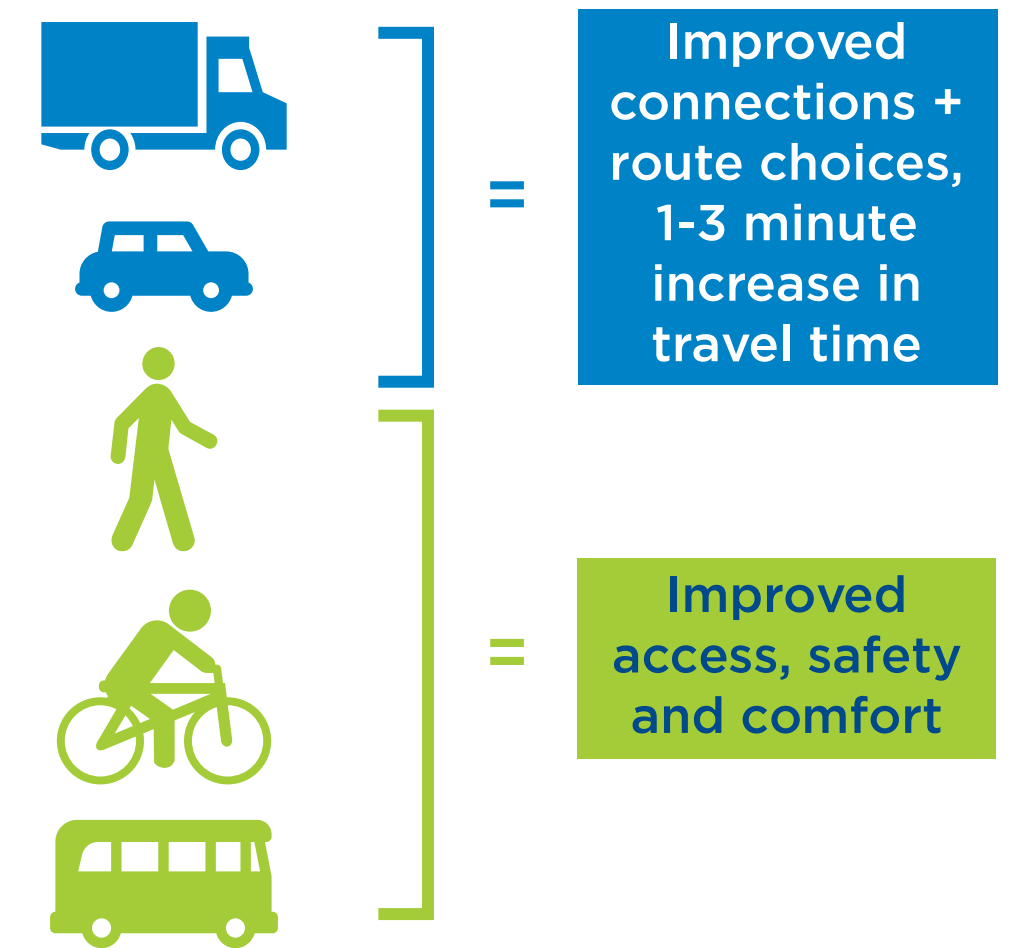 Improved
connections +
route choices,
1-3 minute
increase in
travel time
=
Improved
access, safety
and comfort
=